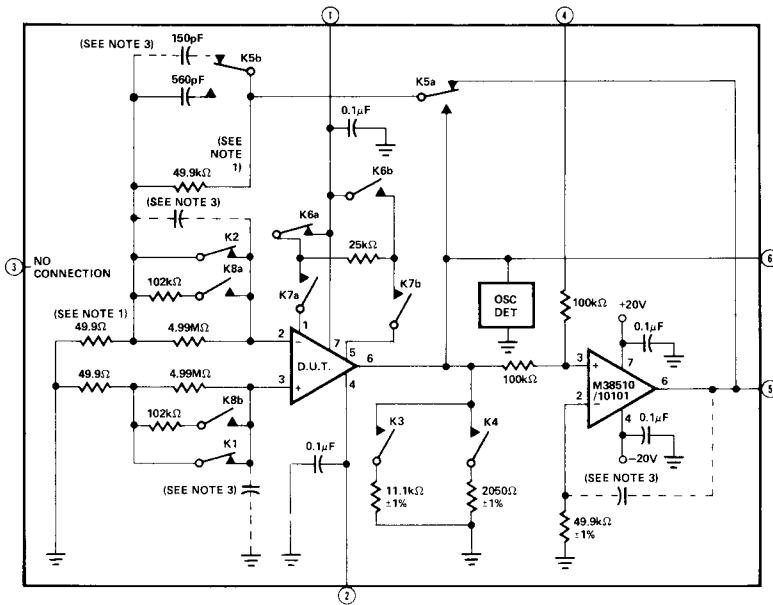 1
4
(SEE NOTE 3)
150pF
K5b
560pF
K5a
0.1µF
(SEE
NOTE
1)
49.9kΩ
K6b
(SEE NOTE 3)
K6a
K2
25kΩ
6
3
NO
CONNECTION
102kΩ
K8a
K7a
K7b
OSC
DET
100kΩ
+20V
(SEE NOTE 1)
49.9Ω
4.99MΩ
0.1µF
1
7
2
−
5
D.U.T.
6
3
+
4
49.9Ω
4.99MΩ
100kΩ
3
+
7
M38510
/10101
6
5
2
−
4
102kΩ
K8b
K3
K4
0.1µF
K1
0.1µF
−20V
(SEE NOTE 3)
(SEE NOTE 3)
11.1kΩ
±1%
2050Ω
±1%
49.9kΩ
±1%
2